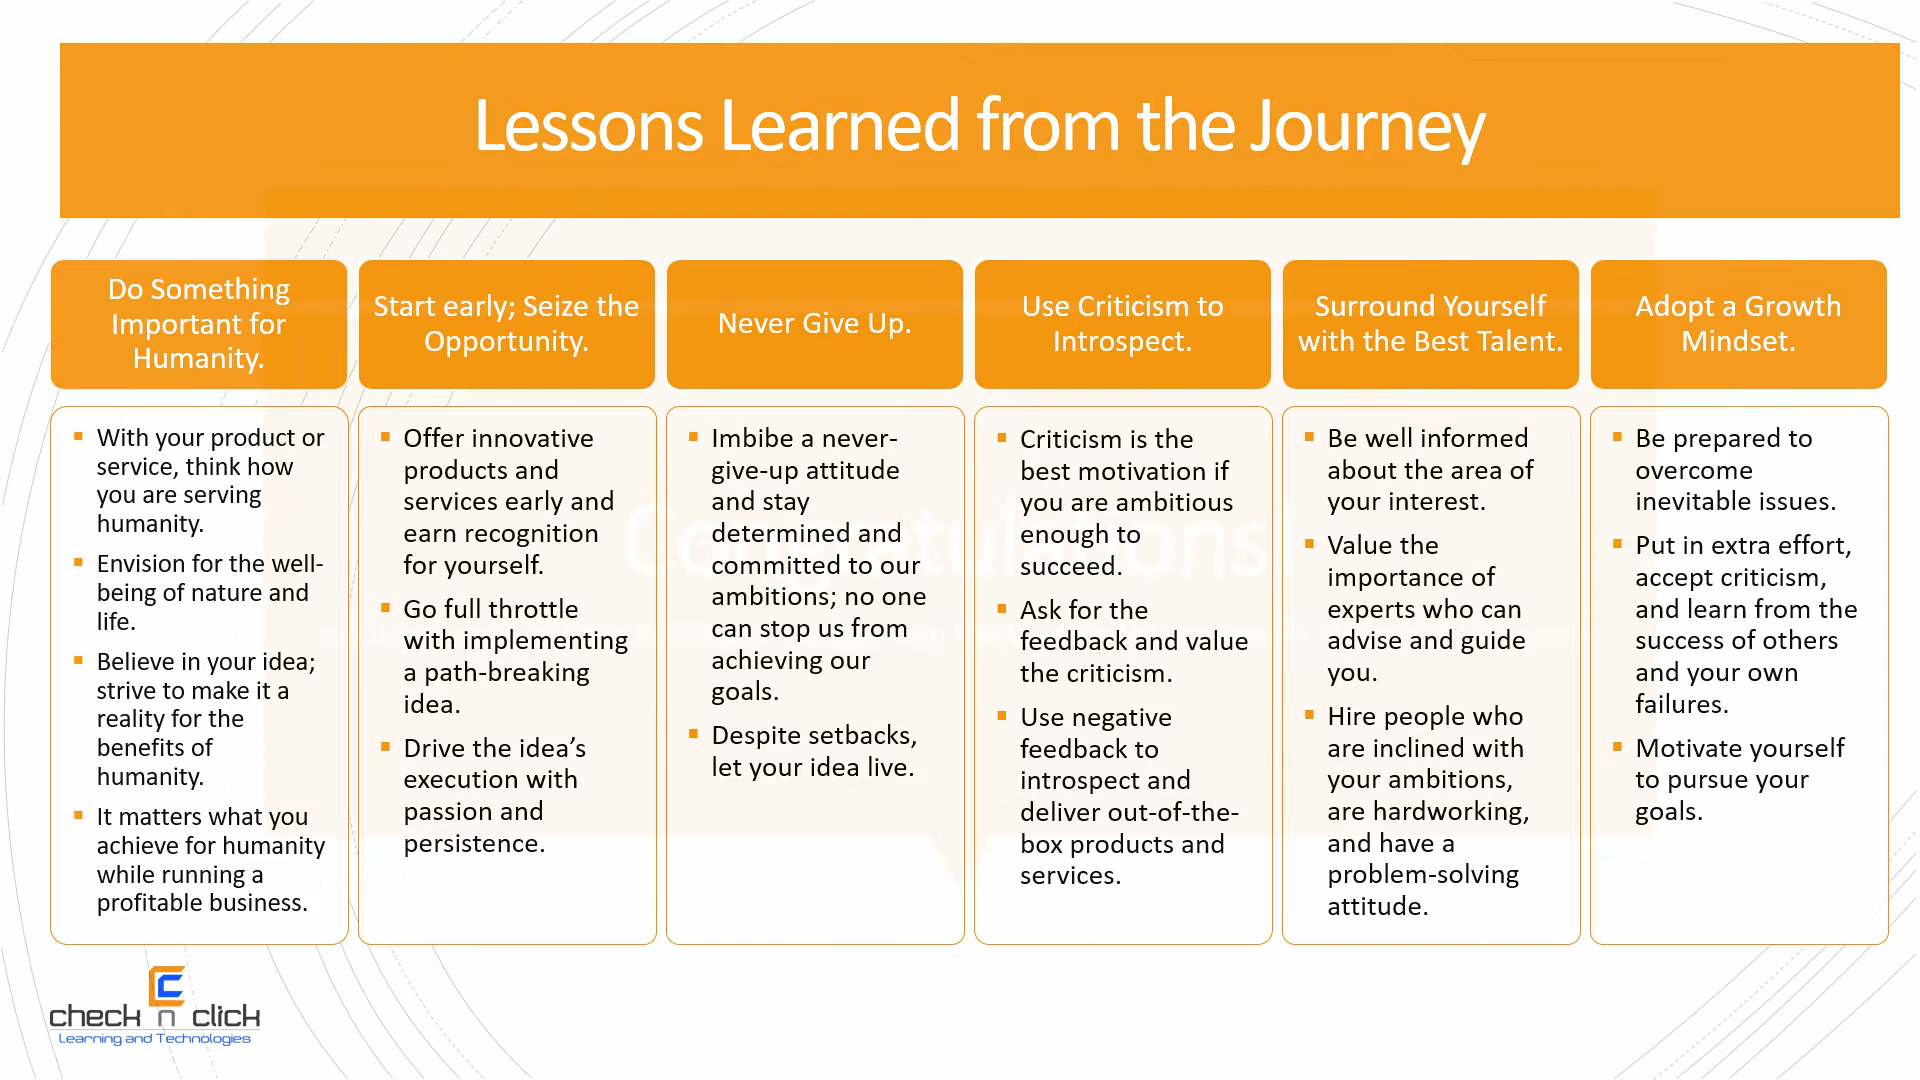 Lessons Learned from the Journey
Do Something
Important for
Humanity.
With your product or
service, think how
you are serving
humanity.
Envision for the well-
being of nature and
life.
Believe in your idea;
strive to make it a
reality for the
benefits of
humanity.
It matters what you
achieve for humanity
while running a
profitable business.
Start early; Seize the
Opportunity.
Offer innovative
products and
services early and
earn recognition
for yourself.
Go full throttle
with implementing
a path-breaking
idea.
Drive the idea’s
execution with
passion and
persistence.
Never Give Up.
Imbibe a never-
give-up attitude
and stay
determined and
committed to our
ambitions; no one
can stop us from
achieving our
goals.
Despite setbacks,
let your idea live.
Use Criticism to
Introspect.
Criticism is the
best motivation if
you are ambitious
enough to
succeed.
Ask for the
feedback and value
the criticism.
Use negative
feedback to
introspect and
deliver out-of-the-
box products and
services.
Surround Yourself
with the Best Talent.
Be well informed
about the area of
your interest.
Value the
importance of
experts who can
advise and guide
you.
Hire people who
are inclined with
your ambitions,
are hardworking,
and have a
problem-solving
attitude.
Adopt a Growth
Mindset.
Be prepared to
overcome
inevitable issues.
Put in extra effort,
accept criticism,
and learn from the
success of others
and your own
failures.
Motivate yourself
to pursue your
goals.
Congratulations!
check n click
Learning and Technologies